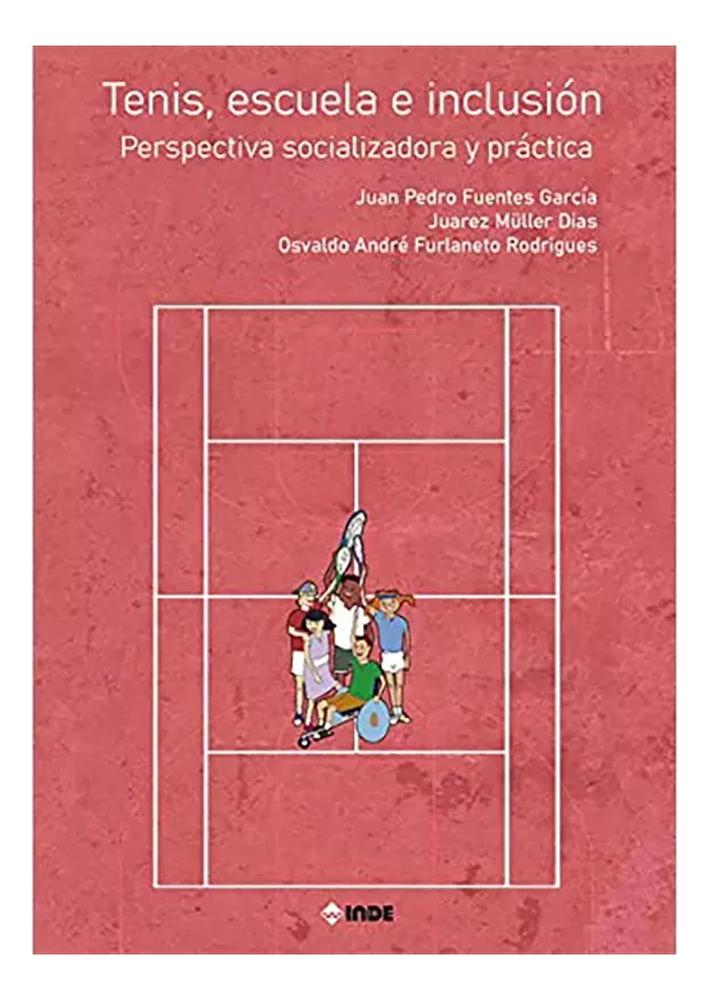 Tenis, escuela e inclusión
Perspectiva socializadora y práctica
Juan Pedro Fuentes García
Juarez Müller Dias
Osvaldo André Furlaneto Rodrigues
INDE